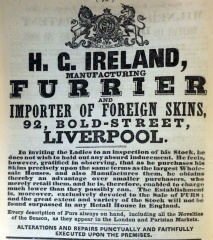 H. G. IRELAND,
MANUFACTURING
FURRIER
AND
IMPORTER OF FOREIGN SKINS,
92, BOLD-STREET,
LIVERPOOL.
In inviting the Ladies to an inspection of his Stock, he
does not wish to hold out any absurd inducement. He feels,
however, gratified in observing, that as he purchases his
Skins precisely upon the same terms as the largest Whole-
sale Houses, and also Manufactures them, he obtains
thereby an advantage over smaller purchasers, who
merely retail them, and he is, therefore, enabled to charge
much lower than they possibly can. The Establishment
being exclusively devoted to the Sale of FURS
and the great extent and variety of the Stock will not be
found surpassed in any Retail House in England.
Every description of Furs always on hand, including all the Novelties
of the Season, as they appear in the London and Parisian Markets.
ALTERATIONS AND REPAIRS PUNCTUALLY AND FAITHFULLY
EXECUTED UPON THE PREMISES.